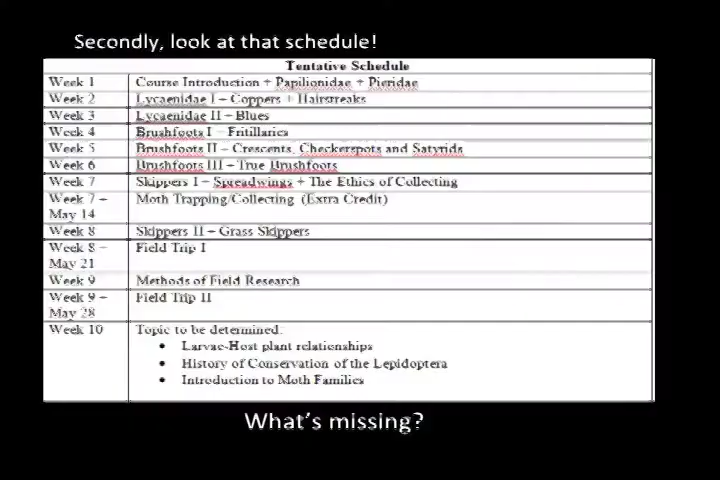 Secondly, look at that schedule!
Tentative Schedule
Week 1 Course Introduction + Papilionidae + Pieridae
Week 2 Lycaenidae I – Coppers + Hairstreaks
Week 3 Lycaenidae II – Blues
Week 4 Brushfoots I – Fritillaries
Week 5 Brushfoots II – Crescents, Checkerspots and Satyrids
Week 6 Brushfoots III – True Brushfoots
Week 7 Skippers I – Spreadwings + The Ethics of Collecting
Week 7 – Moth Trapping/Collecting (Extra Credit)
May 14
Week 8 Skippers II – Grass Skippers
Week 8 – Field Trip I
May 21
Week 9 Methods of Field Research
Week 9 – Field Trip II
May 28
Week 10 Topic to be determined:
• Larvae-Host plant relationships
• History of Conservation of the Lepidoptera
• Introduction to Moth Families
What's missing?